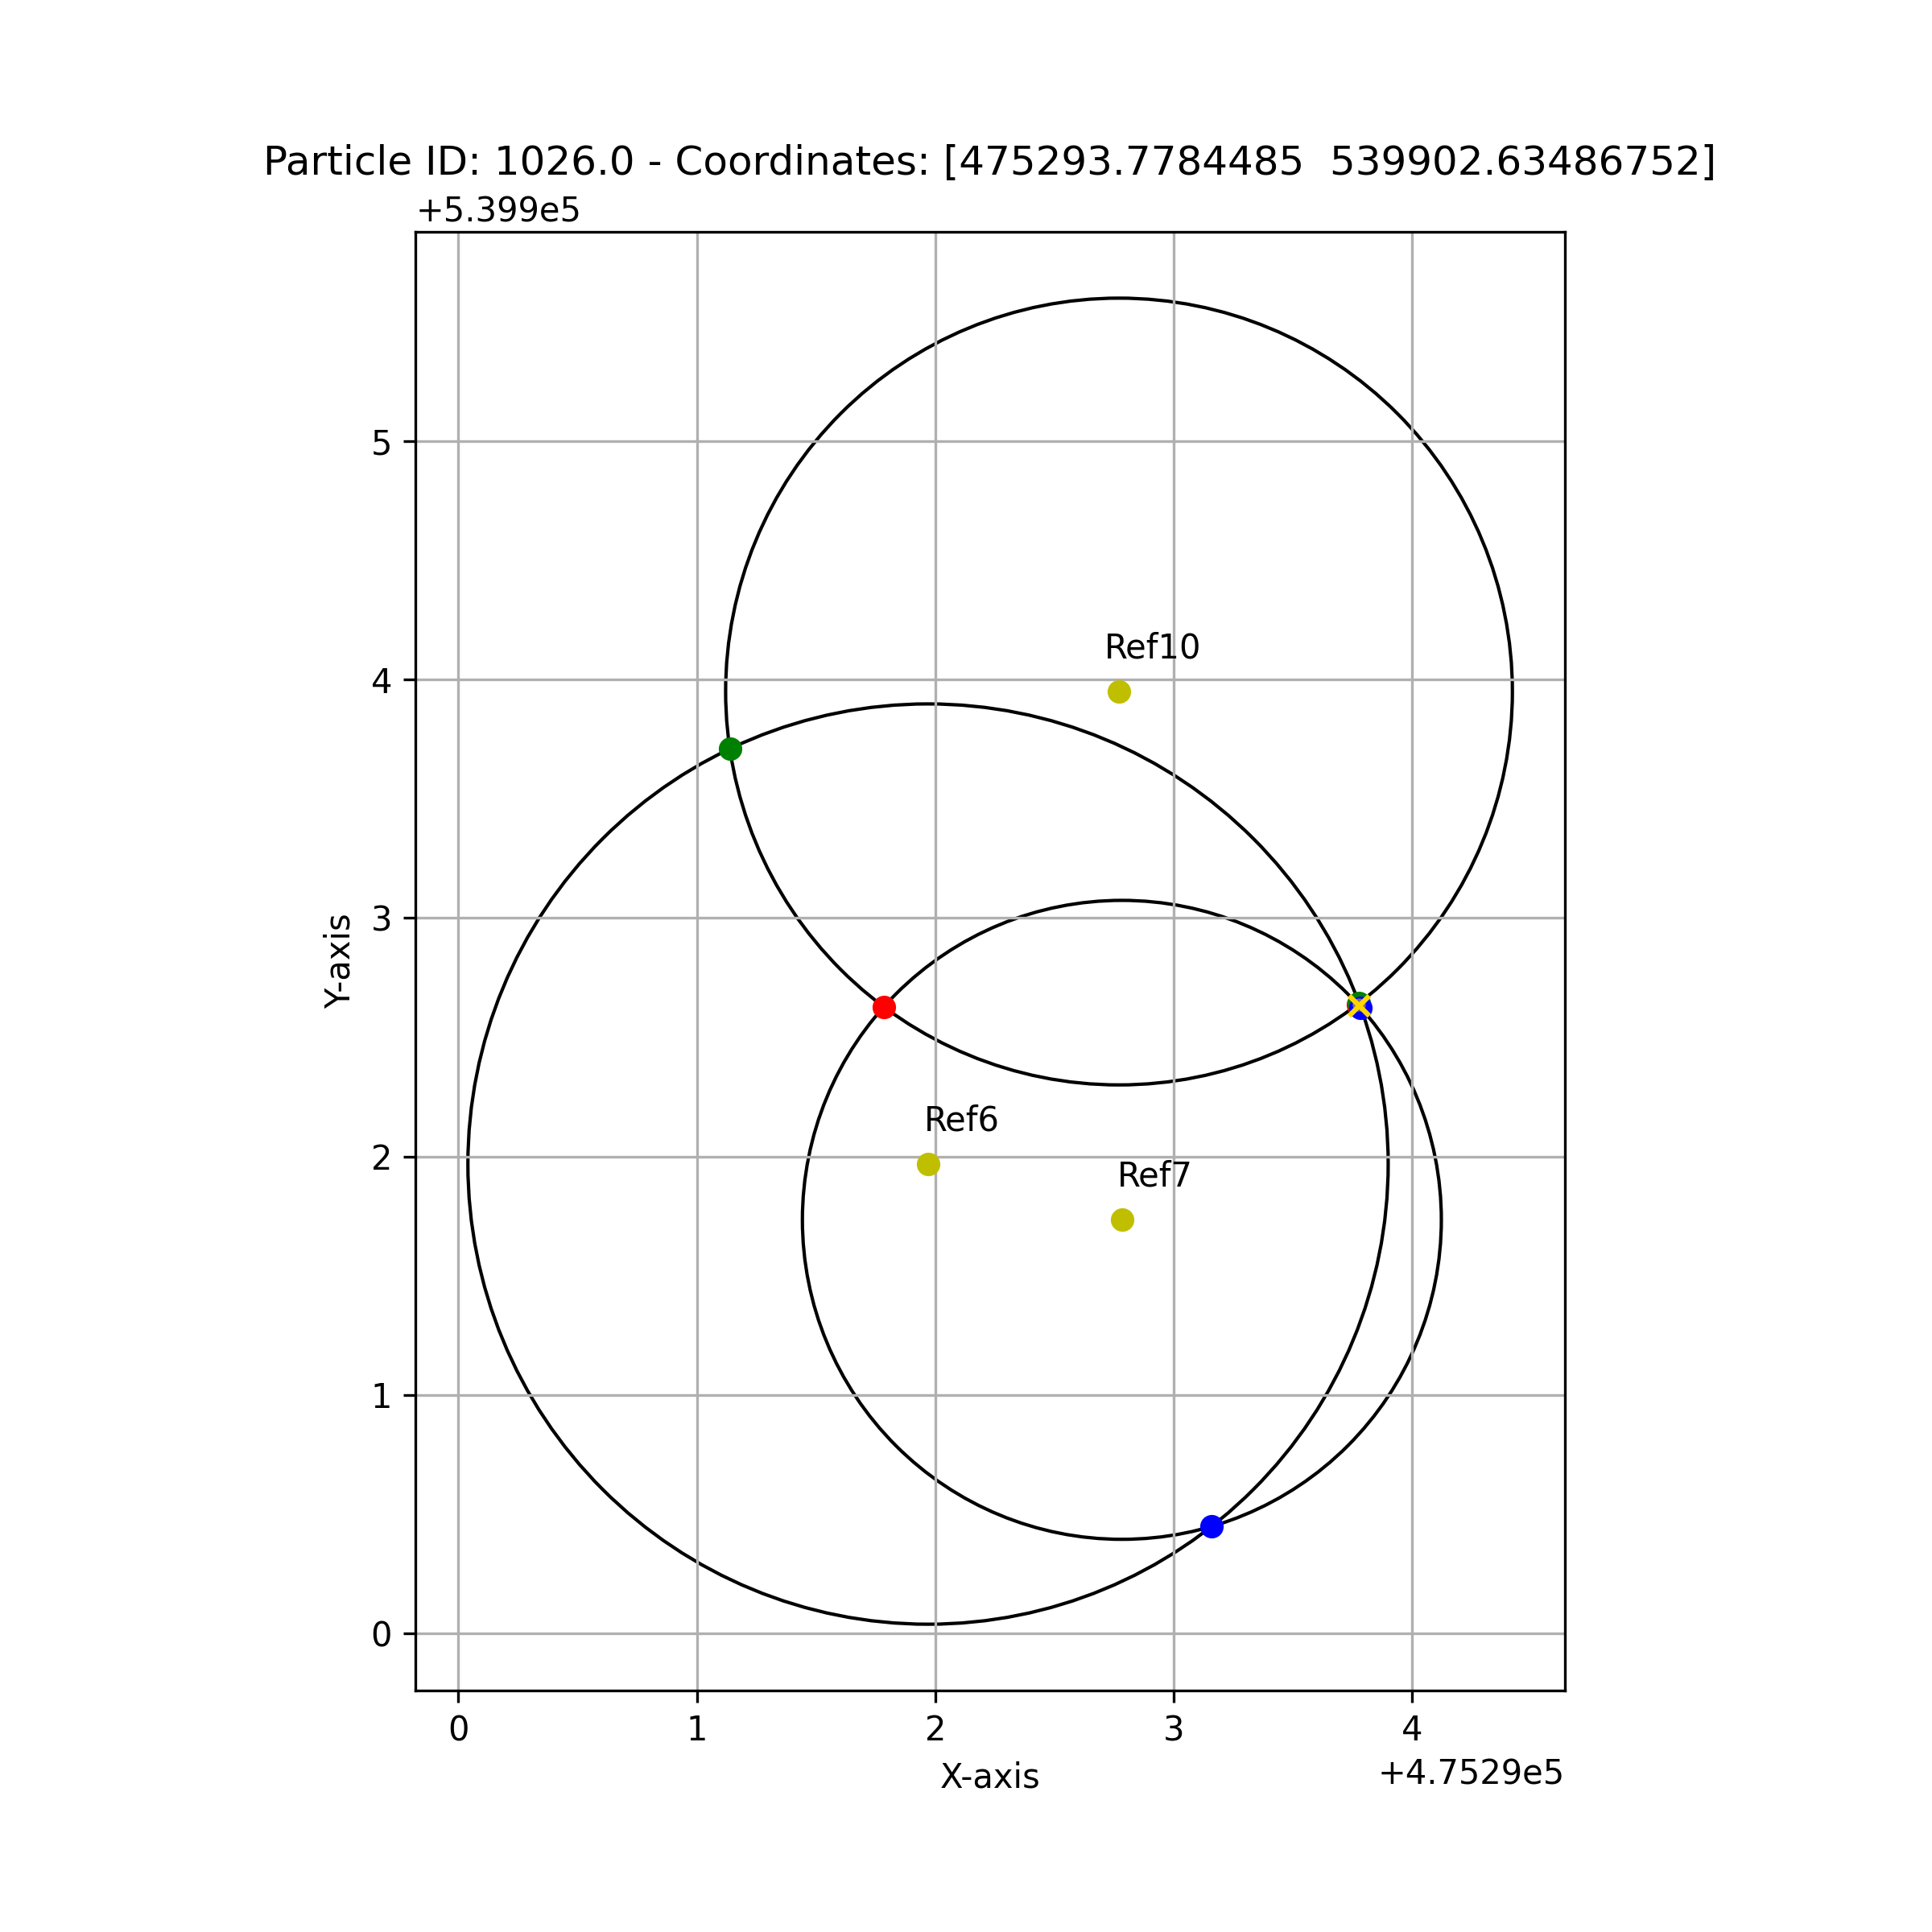 Particle ID: 1026.0 - Coordinates: [475293.7784485  539902.63486752]
+5.399e5
5
Ref10
4
3
Y-axis
Ref6
2
Ref7
1
0
0 1 2 3 4
X-axis
+4.7529e5